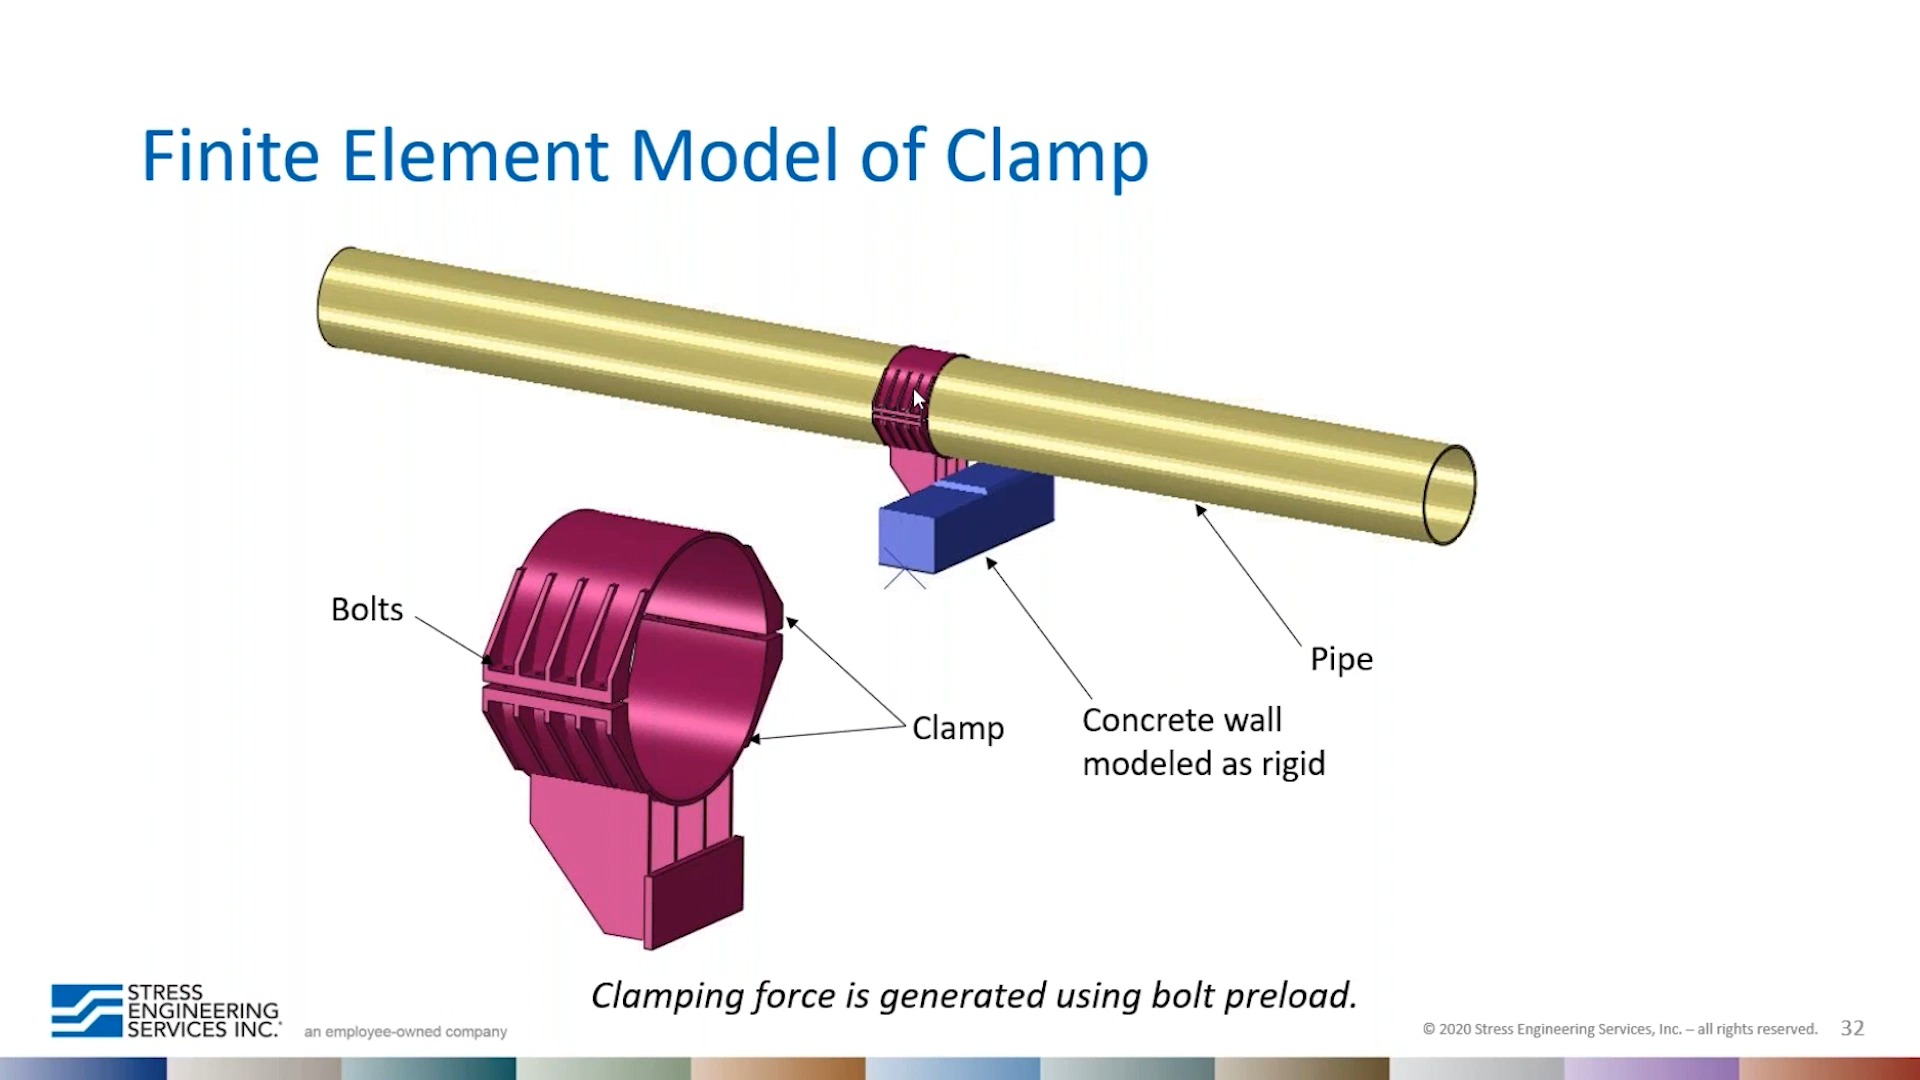 Finite Element Model of Clamp
Bolts
Clamp
Concrete wall
modeled as rigid
Pipe
Clamping force is generated using bolt preload.
STRESS
ENGINEERING
SERVICES INC.
an employee-owned company
© 2020 Stress Engineering Services, Inc. – all rights reserved. 32